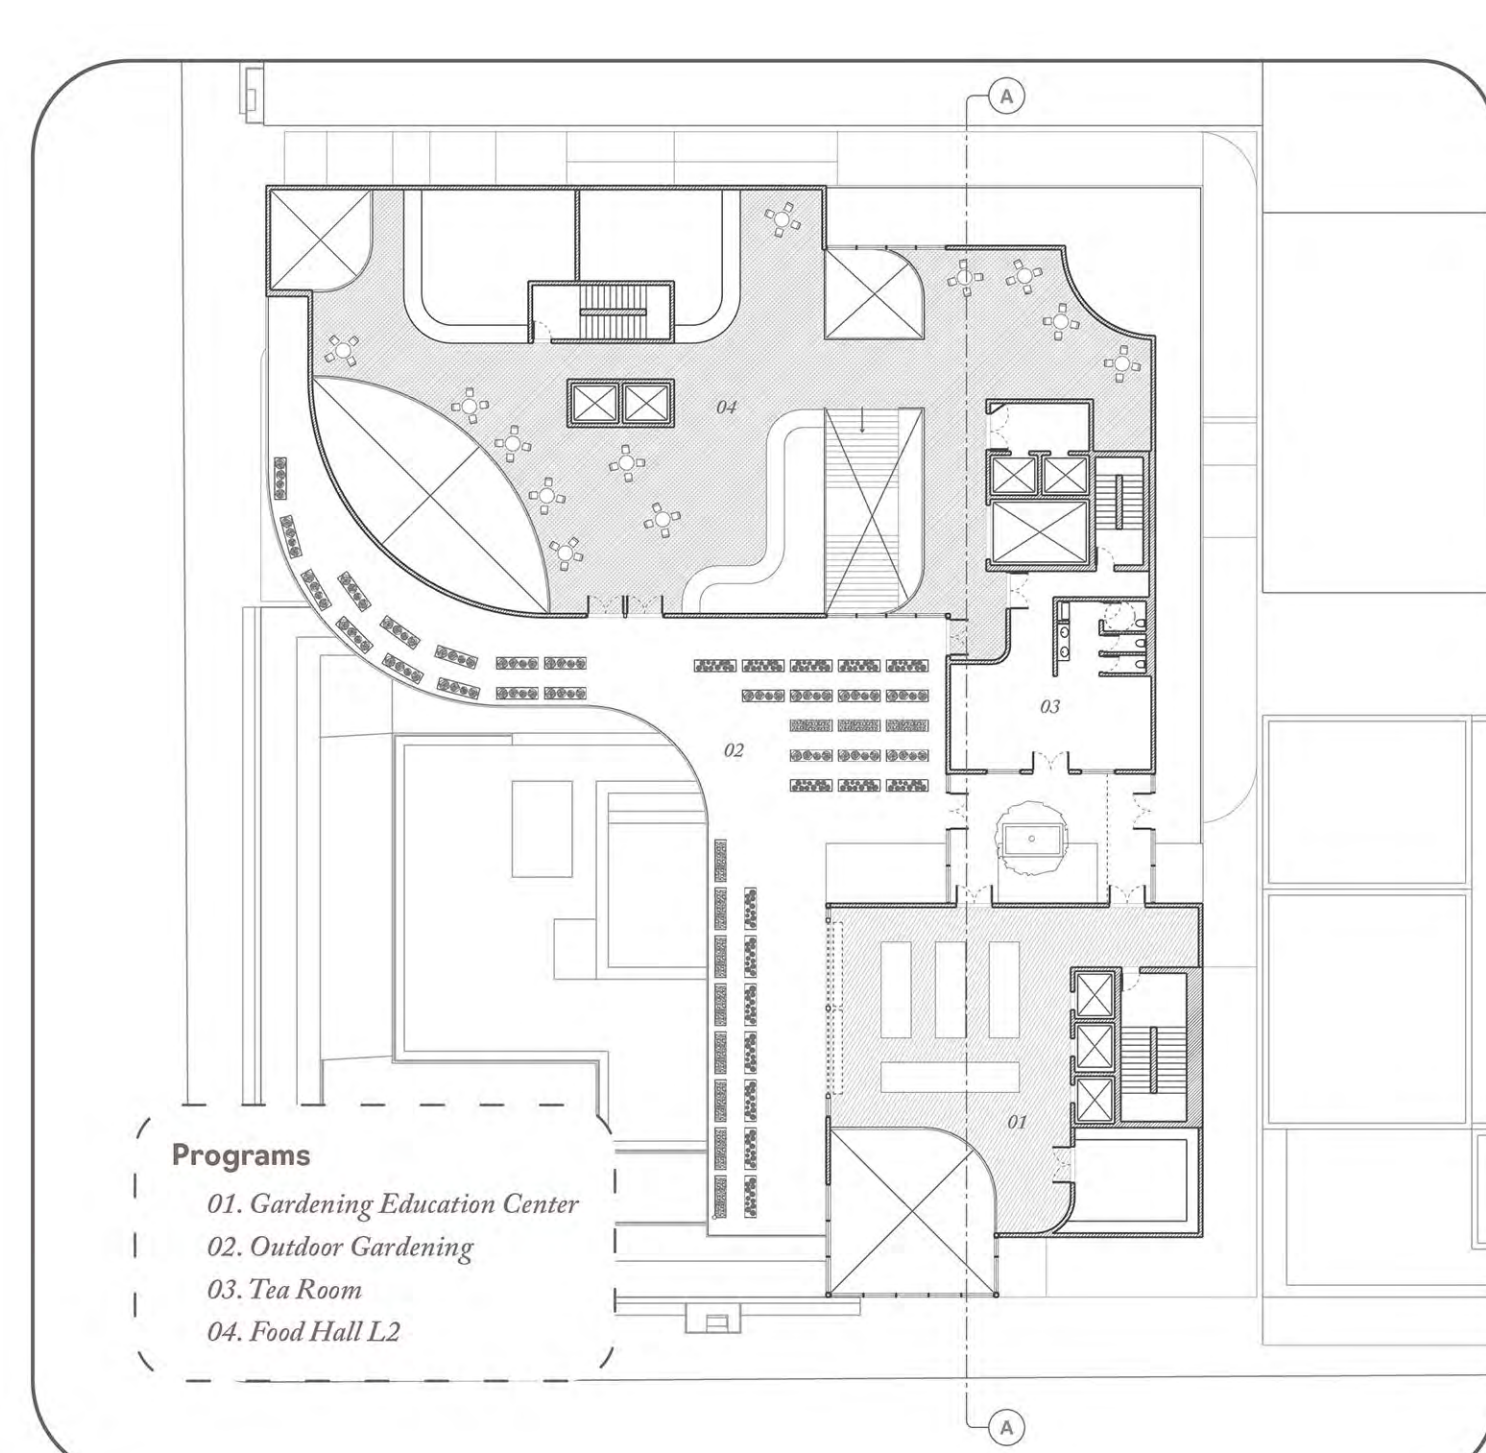 A
04
02
03
01
Programs
01. Gardening Education Center
02. Outdoor Gardening
03. Tea Room
04. Food Hall L2
A